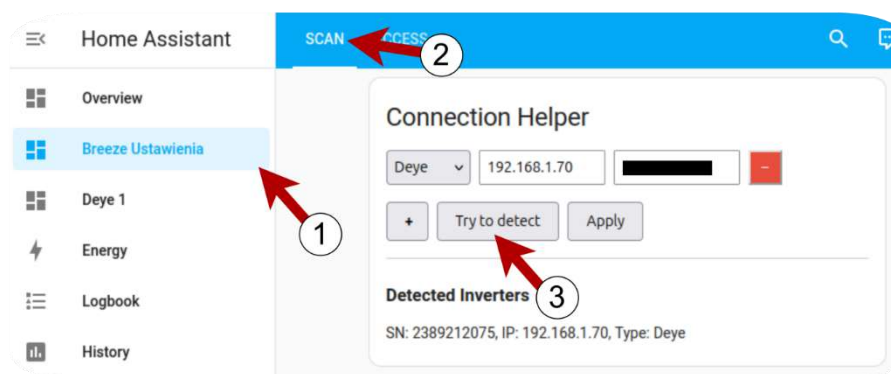 Home Assistant
SCAN
2
CCESS
Overview
Connection Helper
Breeze Ustawienia
Deye
192.168.1.70
-
Deye 1
1
+
Try to detect
Apply
Energy
3
Logbook
Detected Inverters
SN: 2389212075, IP: 192.168.1.70, Type: Deye
History